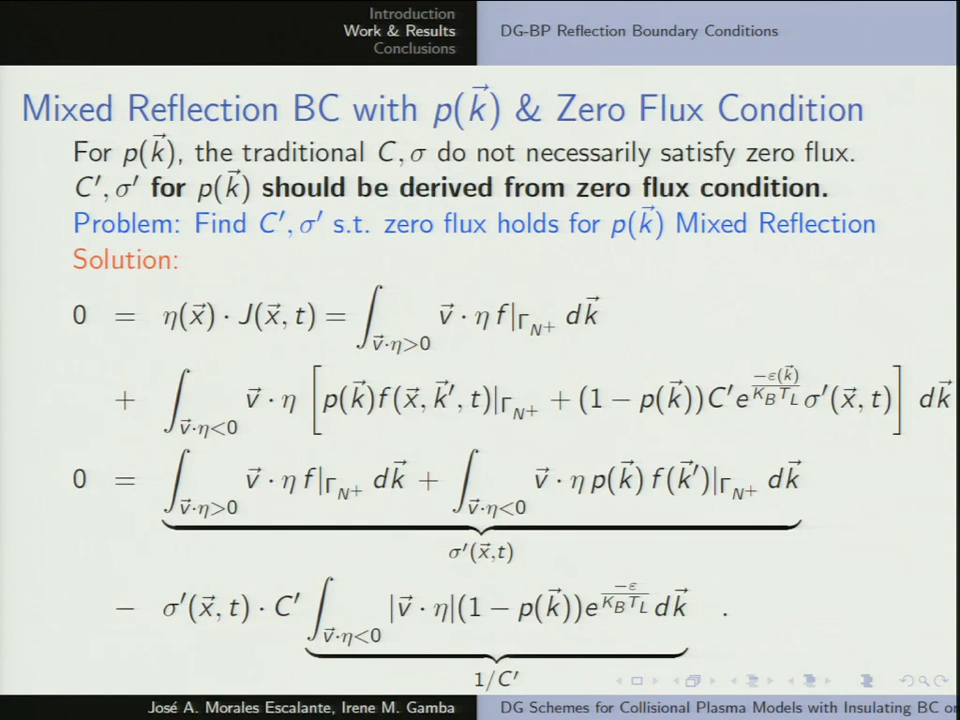 Introduction
Work & Results
Conclusions
DG-BP Reflection Boundary Conditions
Mixed Reflection BC with p(k⃗) & Zero Flux Condition
For p(k⃗), the traditional C, σ do not necessarily satisfy zero flux.
C′, σ′ for p(k⃗) should be derived from zero flux condition.
Problem: Find C′, σ′ s.t. zero flux holds for p(k⃗) Mixed Reflection
Solution:
0 = η(x⃗) · J(x⃗, t) = ∫_{v⃗·η>0} v⃗ · η f|_{Γ_{N⁺}} dk⃗
+ ∫_{v⃗·η<0} v⃗ · η [p(k⃗)f(x⃗, k⃗′, t)|_{Γ_{N⁺}} + (1 − p(k⃗))C′e^{−ε(k⃗)/K_B T_L}σ′(x⃗, t)] dk⃗
0 = ∫_{v⃗·η>0} v⃗ · η f|_{Γ_{N⁺}} dk⃗ + ∫_{v⃗·η<0} v⃗ · η p(k⃗) f(k⃗′)|_{Γ_{N⁺}} dk⃗
σ′(x⃗,t)
− σ′(x⃗, t) · C′ ∫_{v⃗·η<0} |v⃗ · η|(1 − p(k⃗))e^{−ε/K_B T_L} dk⃗ .
1/C′
José A. Morales Escalante, Irene M. Gamba
DG Schemes for Collisional Plasma Models with Insulating BC